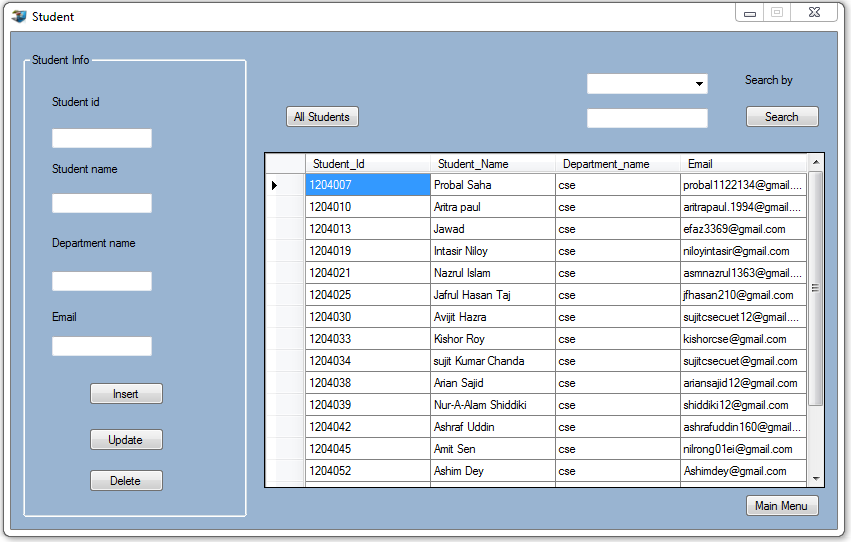 Student
Student Info
Student id
Student name
Department name
Email
Insert
Update
Delete
All Students
Search by
Search
Student_Id Student_Name Department_name Email
1204007 Probal Saha cse probal1122134@gmail....
1204010 Aritra paul cse aritrapaul.1994@gmail....
1204013 Jawad cse efaz3369@gmail.com
1204019 Intasir Niloy cse niloyintasir@gmail.com
1204021 Nazrul Islam cse asmnazrul1363@gmail....
1204025 Jafrul Hasan Taj cse jfhasan210@gmail.com
1204030 Avijit Hazra cse sujitcsecuet12@gmail....
1204033 Kishor Roy cse kishorcse@gmail.com
1204034 sujit Kumar Chanda cse sujitcsecuet@gmail.com
1204038 Arian Sajid cse ariansajid12@gmail.com
1204039 Nur-A-Alam Shiddiki cse shiddiki12@gmail.com
1204042 Ashraf Uddin cse ashrafuddin160@gmail....
1204045 Amit Sen cse nilrong01ei@gmail.com
1204052 Ashim Dey cse Ashimdey@gmail.com
Main Menu